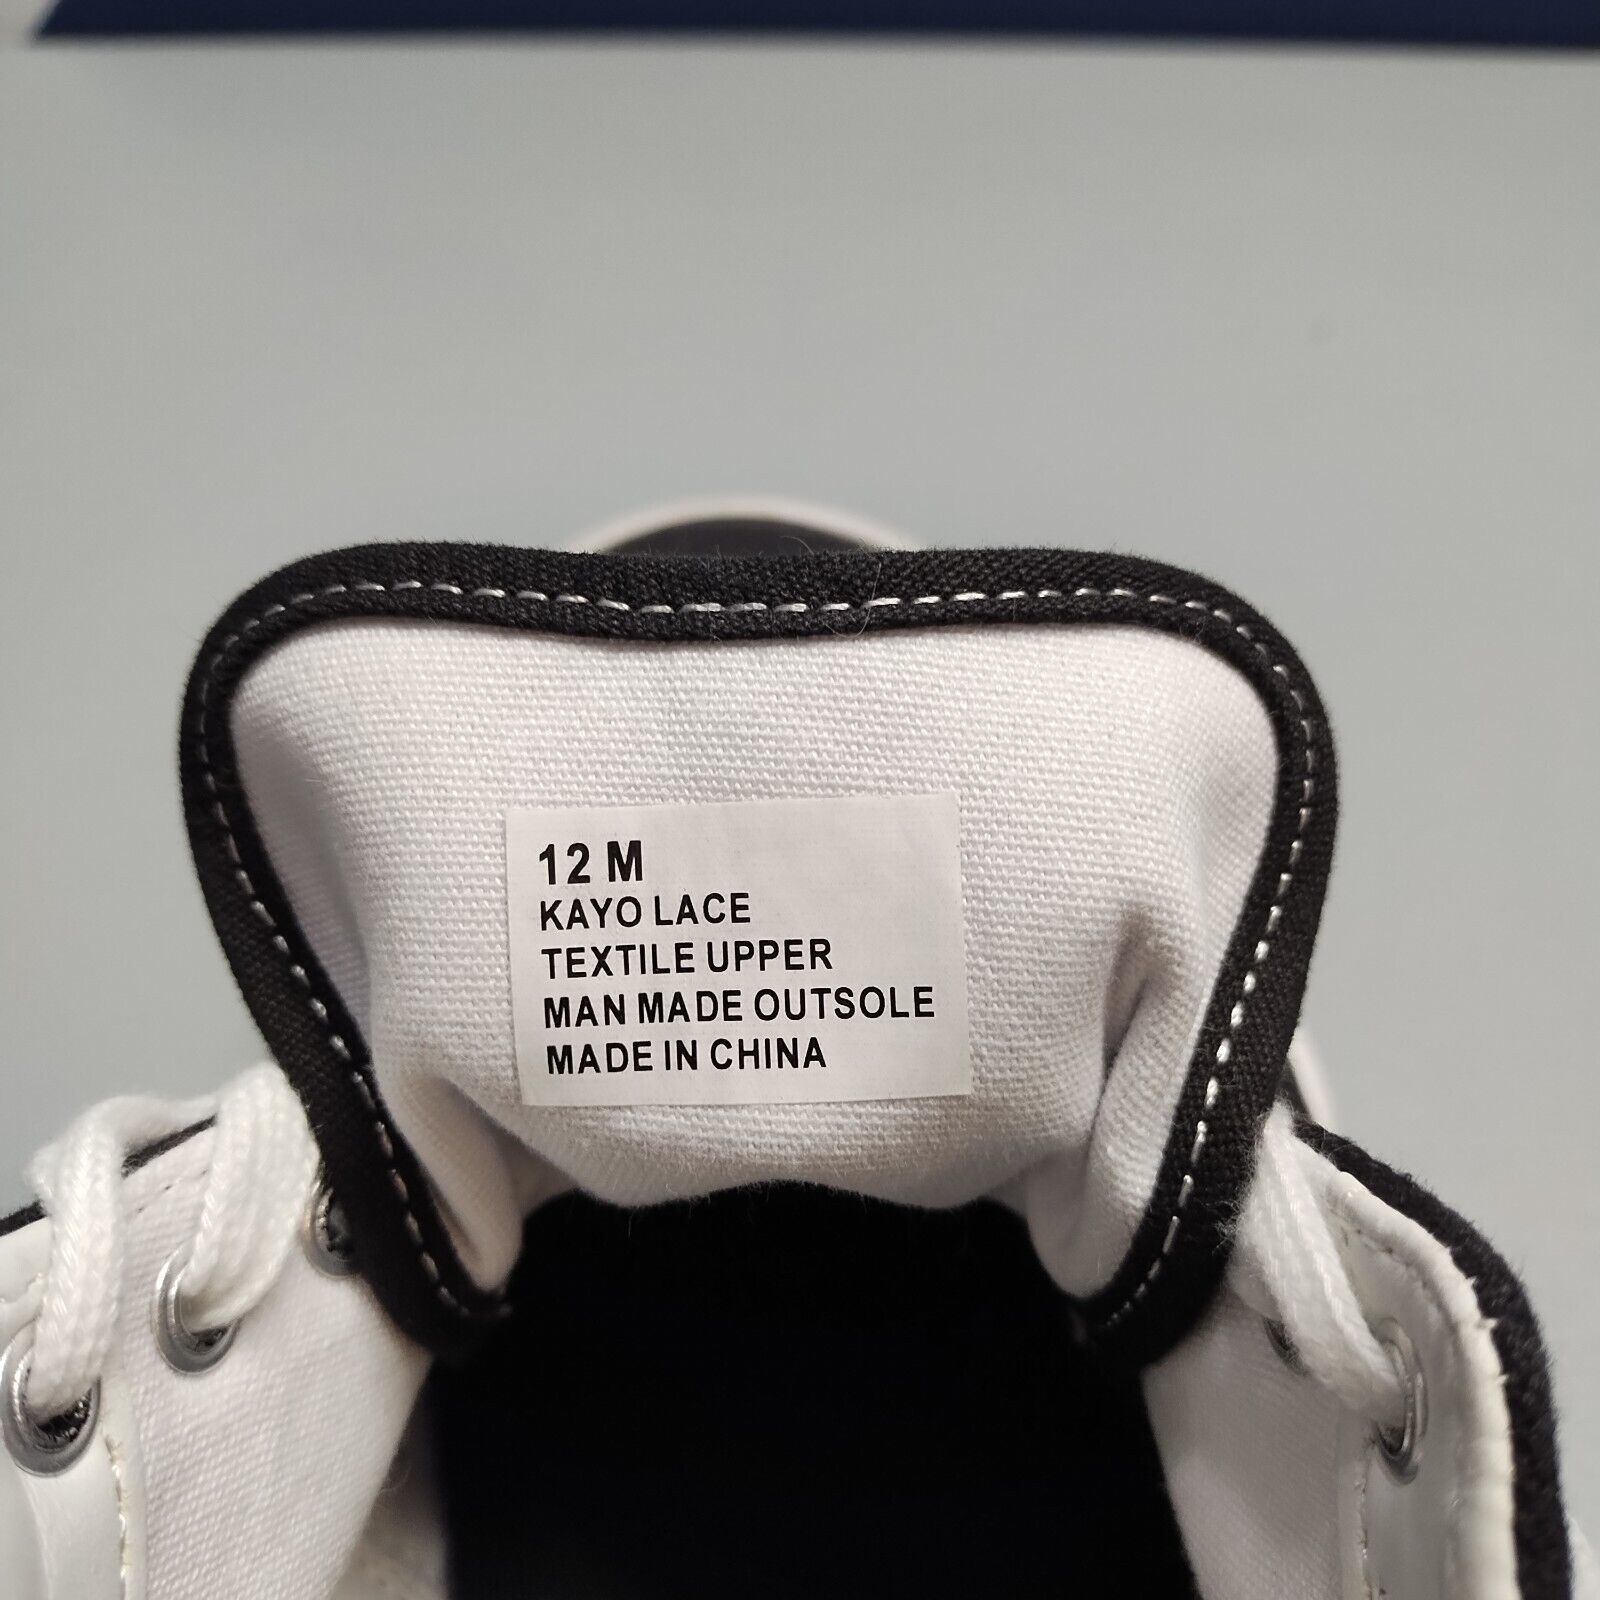 12 M
KAYO LACE
TEXTILE UPPER
MAN MADE OUTSOLE
MADE IN CHINA